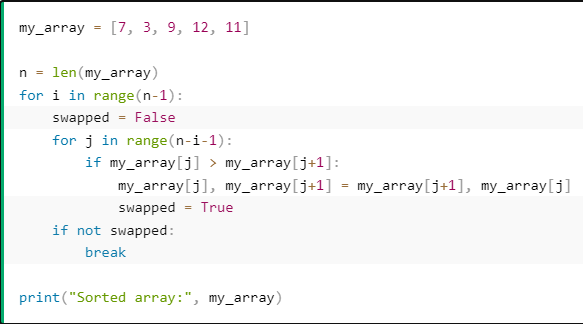 my_array = [7, 3, 9, 12, 11]

n = len(my_array)
for i in range(n-1):
    swapped = False
    for j in range(n-i-1):
        if my_array[j] > my_array[j+1]:
            my_array[j], my_array[j+1] = my_array[j+1], my_array[j]
            swapped = True
    if not swapped:
        break

print("Sorted array:", my_array)